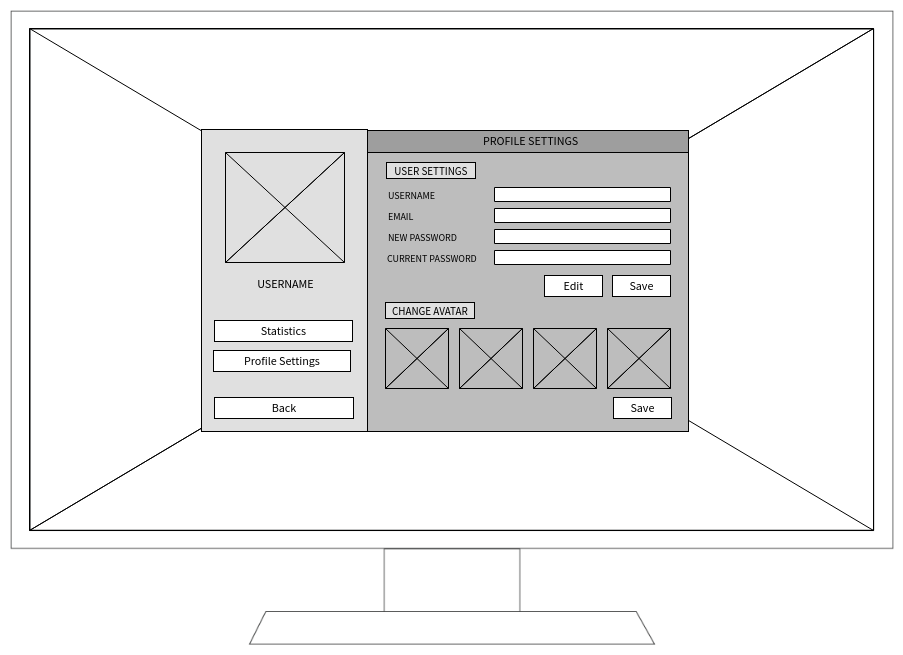 USERNAME
Statistics
Profile Settings
Back
PROFILE SETTINGS
USER SETTINGS
USERNAME
EMAIL
NEW PASSWORD
CURRENT PASSWORD
Edit
Save
CHANGE AVATAR
Save